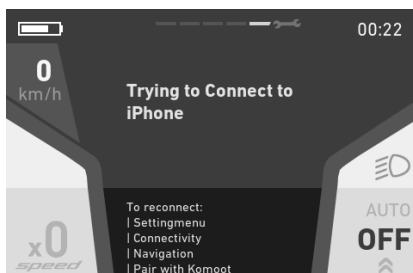 00:22
0
km/h
Trying to Connect to
iPhone
To reconnect:
| Settingmenu
| Connectivity
| Navigation
| Pair with Komoot
x0
speed
AUTO
OFF